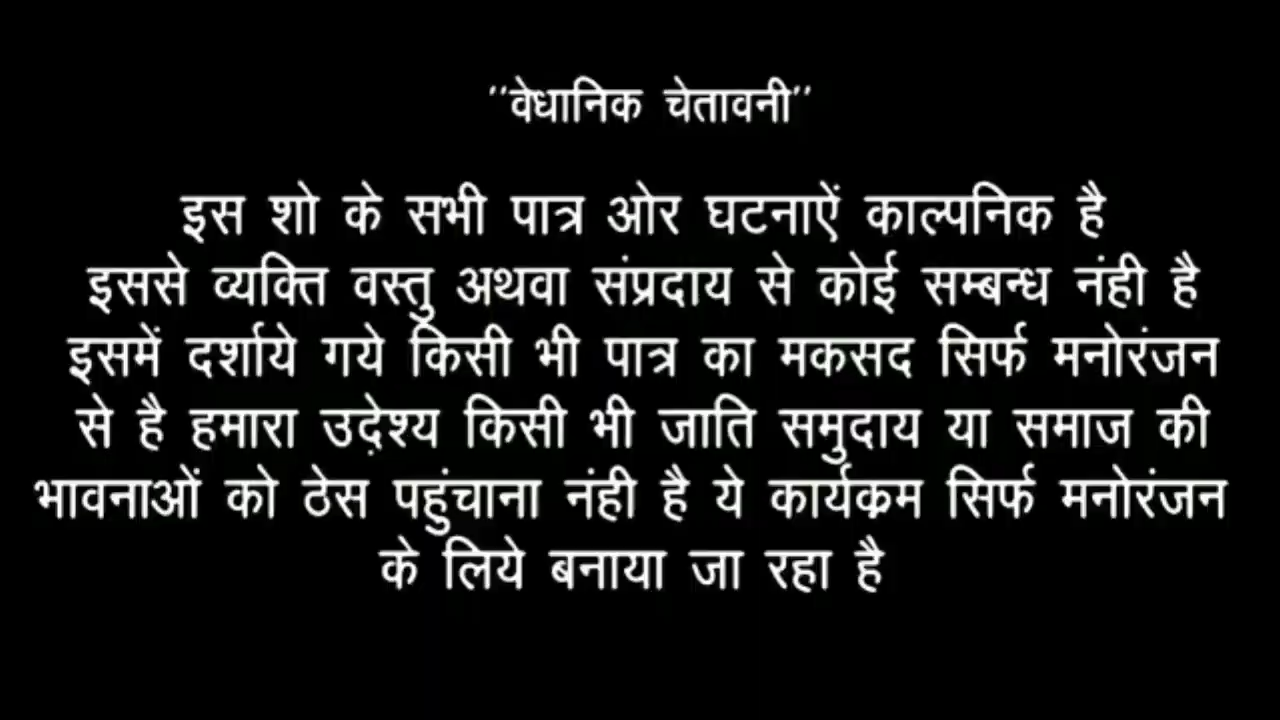 "वेधानिक चेतावनी"
इस शो के सभी पात्र ओर घटनाऐं काल्पनिक है
इससे व्यक्ति वस्तु अथवा संप्रदाय से कोई सम्बन्ध नंही है
इसमें दर्शाये गये किसी भी पात्र का मकसद सिर्फ मनोरंजन
से है हमारा उद़ेश्य किसी भी जाति समुदाय या समाज की
भावनाओं को ठेस पहुंचाना नंही है ये कार्यक्रम सिर्फ मनोरंजन
के लिये बनाया जा रहा है